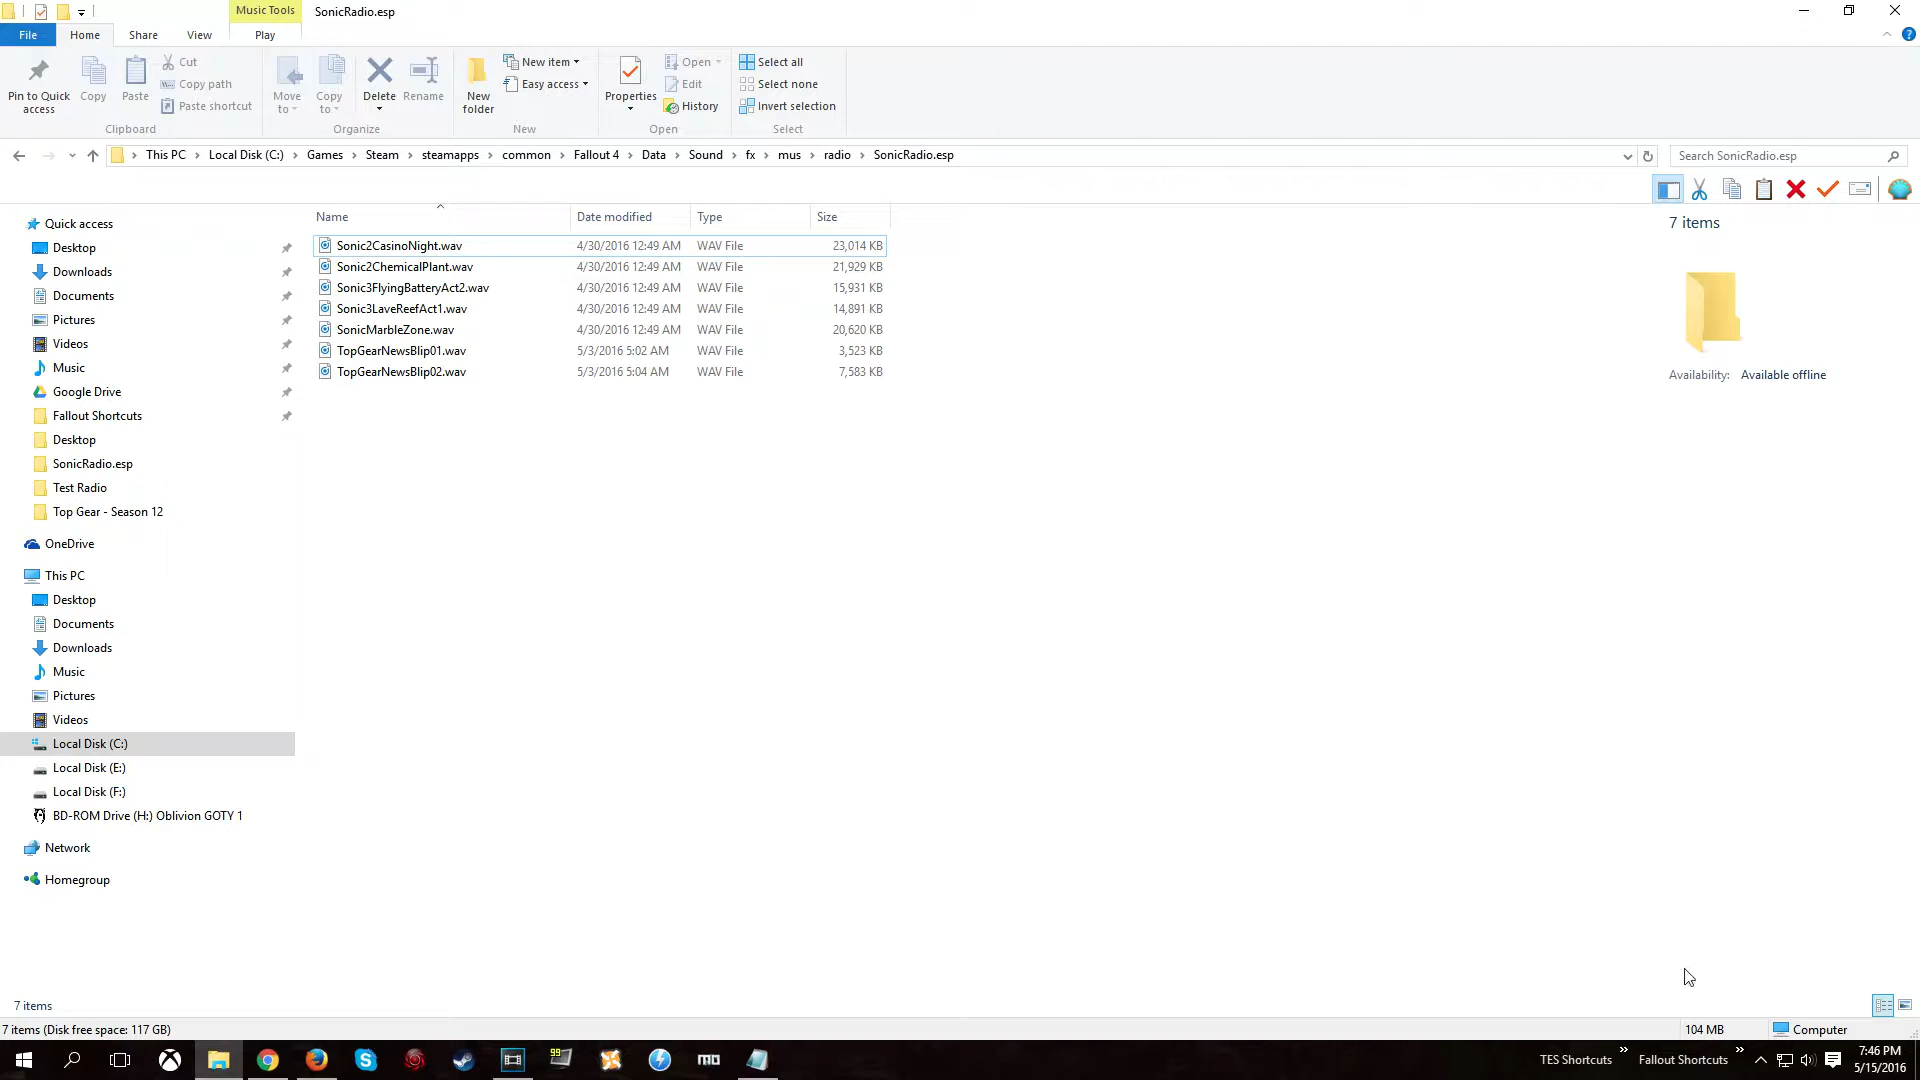 Music Tools SonicRadio.esp
File Home Share View Play
Pin to Quick access
Copy
Paste
Cut
Copy path
Paste shortcut
Clipboard
Move to
Copy to
Delete
Rename
Organize
New folder
New item
Easy access
New
Properties
Open
Edit
History
Open
Select all
Select none
Invert selection
Select
This PC Local Disk (C:) Games Steam steamapps common Fallout 4 Data Sound fx mus radio SonicRadio.esp
Search SonicRadio.esp
Quick access
Desktop
Downloads
Documents
Pictures
Videos
Music
Google Drive
Fallout Shortcuts
Desktop
SonicRadio.esp
Test Radio
Top Gear - Season 12
OneDrive
This PC
Desktop
Documents
Downloads
Music
Pictures
Videos
Local Disk (C:)
Local Disk (E:)
Local Disk (F:)
BD-ROM Drive (H:) Oblivion GOTY 1
Network
Homegroup
Name Date modified Type Size
Sonic2CasinoNight.wav 4/30/2016 12:49 AM WAV File 23,014 KB
Sonic2ChemicalPlant.wav 4/30/2016 12:49 AM WAV File 21,929 KB
Sonic3FlyingBatteryAct2.wav 4/30/2016 12:49 AM WAV File 15,931 KB
Sonic3LaveReefAct1.wav 4/30/2016 12:49 AM WAV File 14,891 KB
SonicMarbleZone.wav 4/30/2016 12:49 AM WAV File 20,620 KB
TopGearNewsBlip01.wav 5/3/2016 5:02 AM WAV File 3,523 KB
TopGearNewsBlip02.wav 5/3/2016 5:04 AM WAV File 7,583 KB
7 items
Availability: Available offline
7 items
7 items (Disk free space: 117 GB) 104 MB Computer
99
mo
TES Shortcuts » Fallout Shortcuts »
7:46 PM
5/15/2016